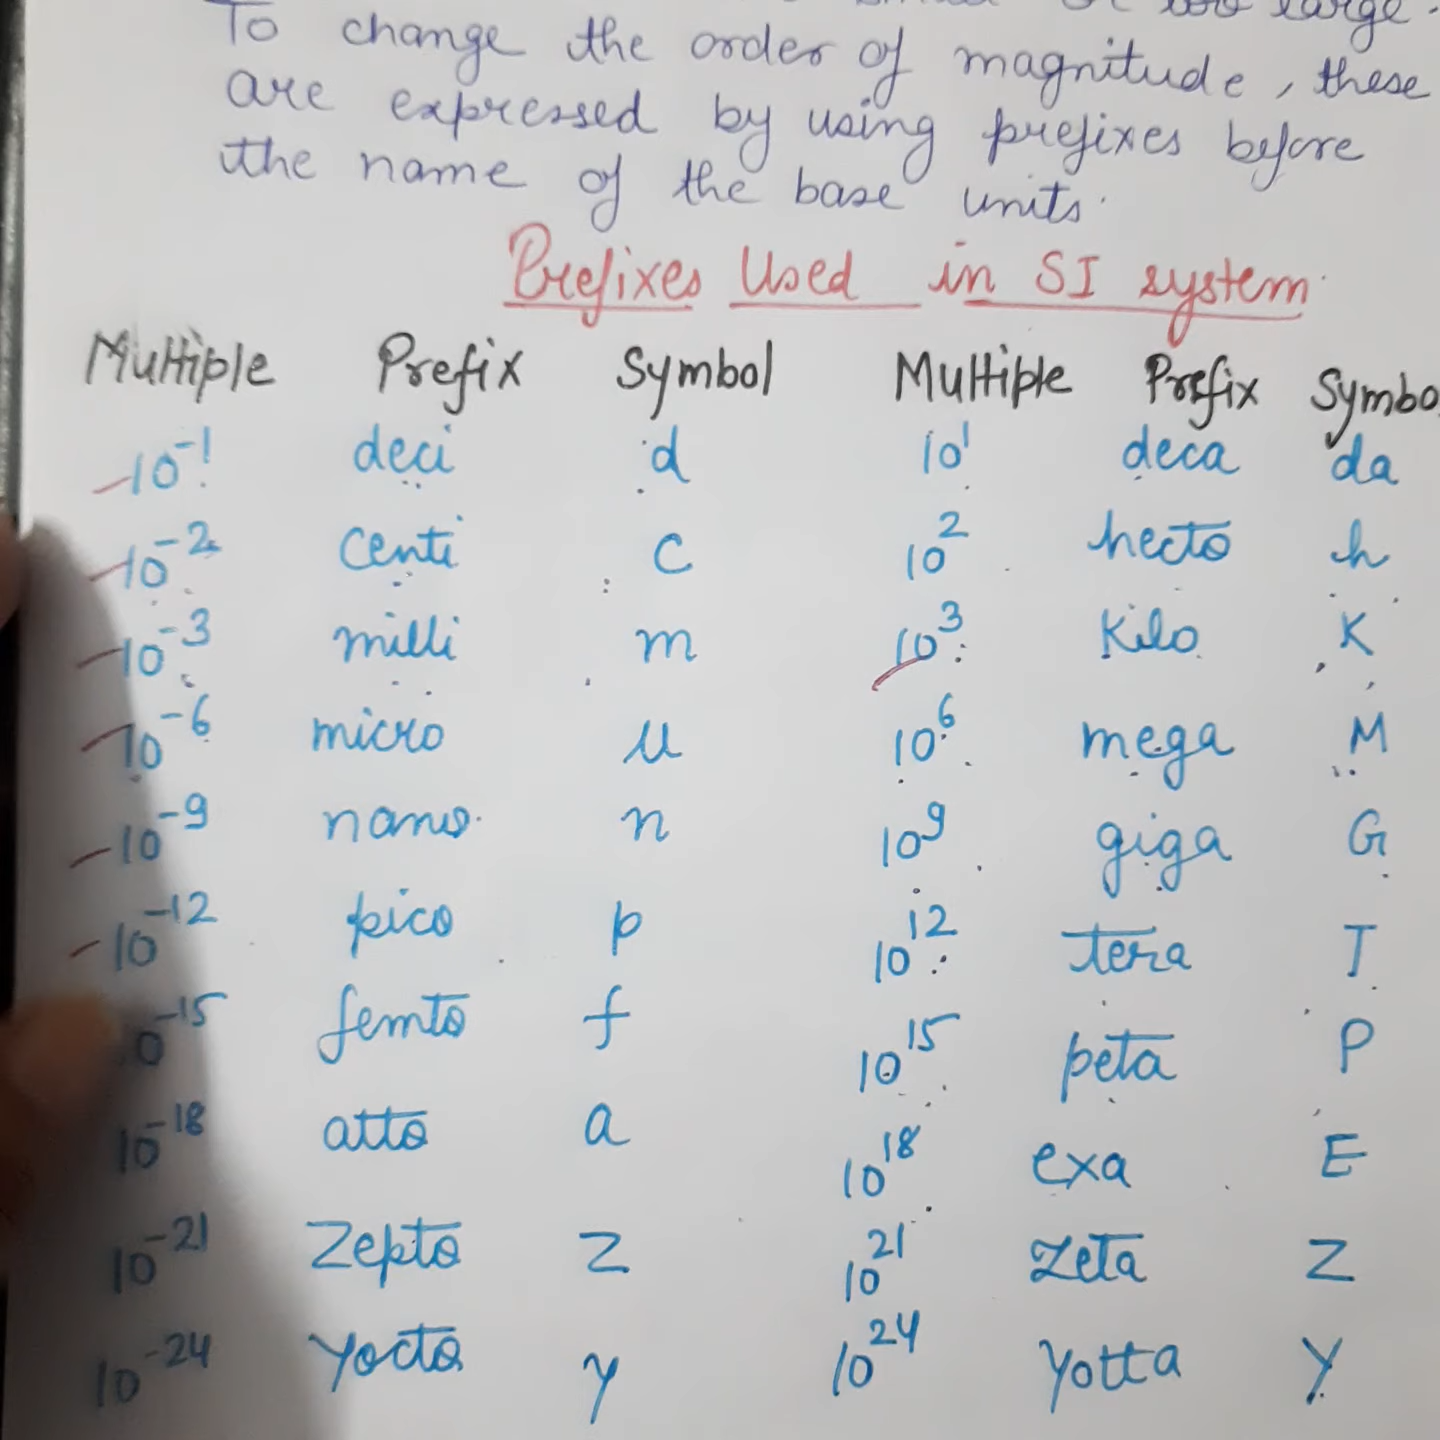 too large.
To change the order of magnitude, these
are expressed by using prefixes before
the name of the base units.
Prefixes Used in SI system
Multiple Prefix Symbol Multiple Prefix Symbo
10⁻¹ deci d 10¹ deca da
10⁻² centi c 10² hecto h
10⁻³ milli m 10³ Kilo K
10⁻⁶ micro μ 10⁶ mega M
10⁻⁹ nano n 10⁹ giga G
10⁻¹² pico p 10¹² tera T
10⁻¹⁵ femto f 10¹⁵ peta P
10⁻¹⁸ atto a 10¹⁸ exa E
10⁻²¹ Zepto Z 10²¹ Zeta Z
10⁻²⁴ Yocto y 10²⁴ Yotta Y